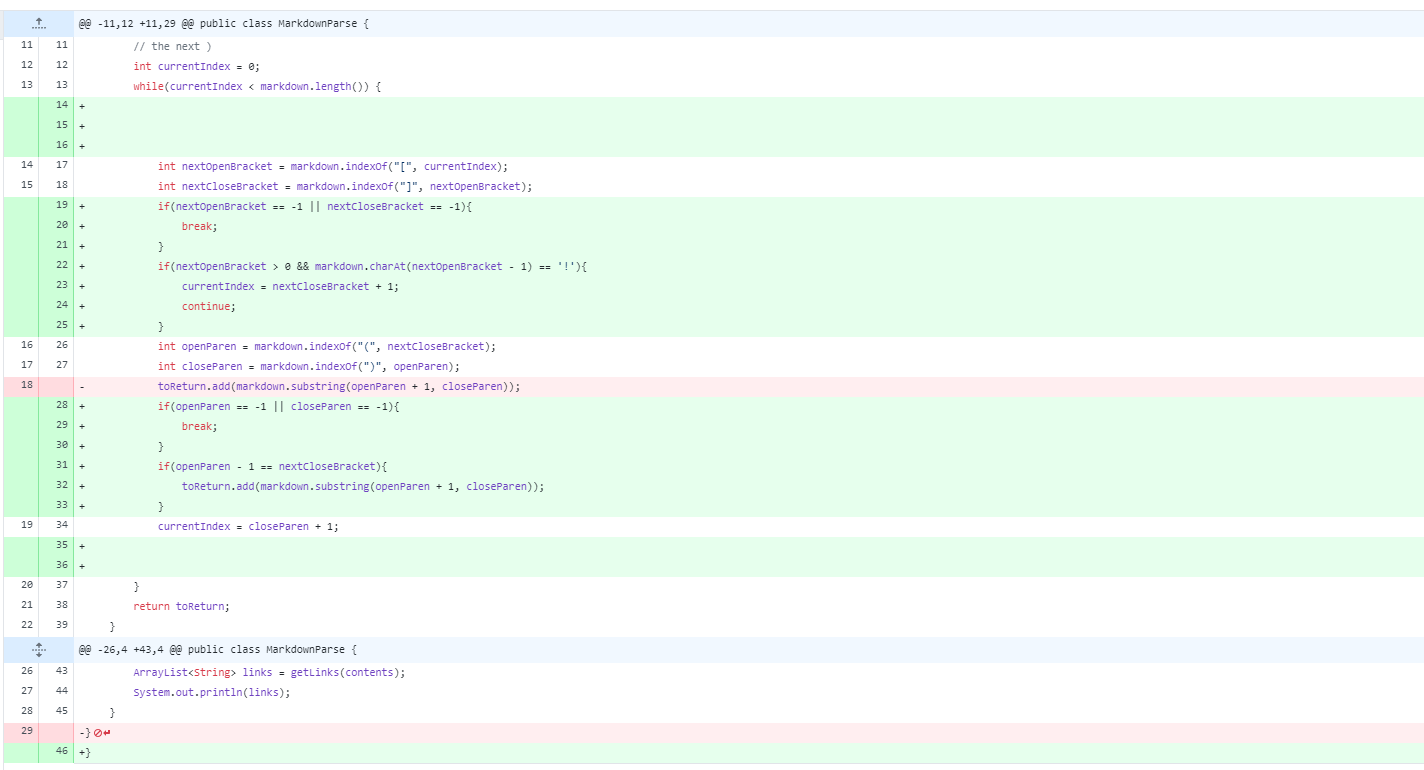 @@ -11,12 +11,29 @@ public class MarkdownParse {
11 11 // the next )
12 12 int currentIndex = 0;
13 13 while(currentIndex < markdown.length()) {
14 +
15 +
16 +
14 17 int nextOpenBracket = markdown.indexOf("[", currentIndex);
15 18 int nextCloseBracket = markdown.indexOf("]", nextOpenBracket);
19 + if(nextOpenBracket == -1 || nextCloseBracket == -1){
20 + break;
21 + }
22 + if(nextOpenBracket > 0 && markdown.charAt(nextOpenBracket - 1) == '!'){
23 + currentIndex = nextCloseBracket + 1;
24 + continue;
25 + }
16 26 int openParen = markdown.indexOf("(", nextCloseBracket);
17 27 int closeParen = markdown.indexOf(")", openParen);
18 - toReturn.add(markdown.substring(openParen + 1, closeParen));
28 + if(openParen == -1 || closeParen == -1){
29 + break;
30 + }
31 + if(openParen - 1 == nextCloseBracket){
32 + toReturn.add(markdown.substring(openParen + 1, closeParen));
33 + }
19 34 currentIndex = closeParen + 1;
35 +
36 +
20 37 }
21 38 return toReturn;
22 39 }
@@ -26,4 +43,4 @@ public class MarkdownParse {
26 43 ArrayList<String> links = getLinks(contents);
27 44 System.out.println(links);
28 45 }
29 -}
46 +}